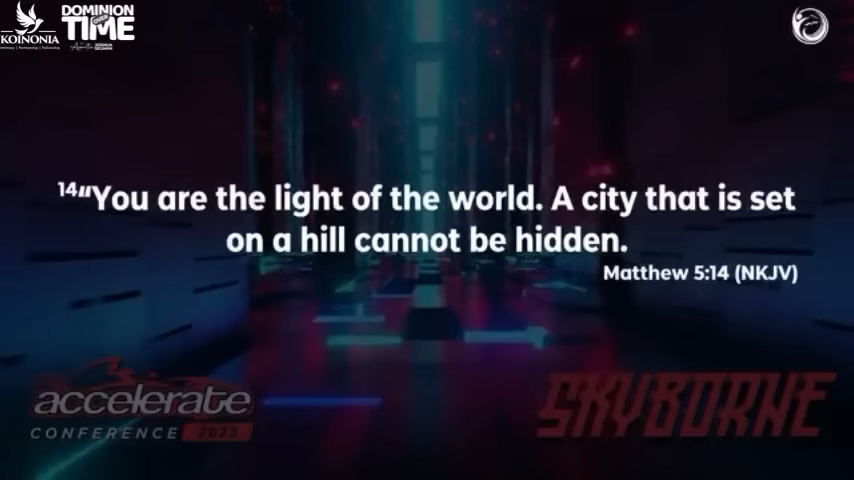 KOINONIA
DOMINION
OVER
TIME
14“You are the light of the world. A city that is set
on a hill cannot be hidden.
Matthew 5:14 (NKJV)
accelerate
CONFERENCE 2023
SKYBORNE